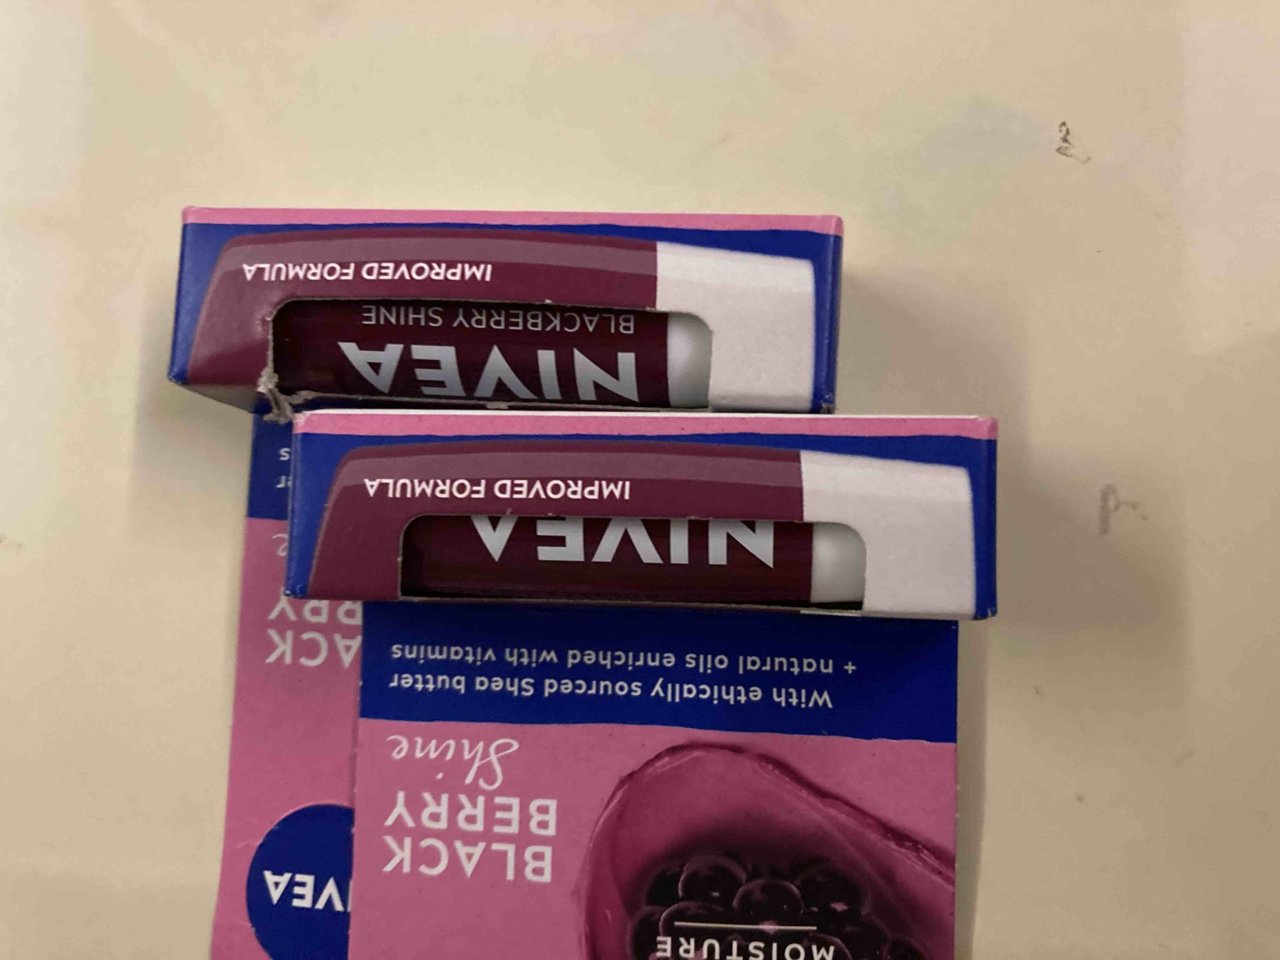 MOISTURE
BLACK
BERRY
Shine
With ethically sourced Shea butter
+ natural oils enriched with vitamins
NIVEA
IMPROVED FORMULA
IVEA
ACK
RRY
NIVEA
BLACKBERRY SHINE
IMPROVED FORMULA